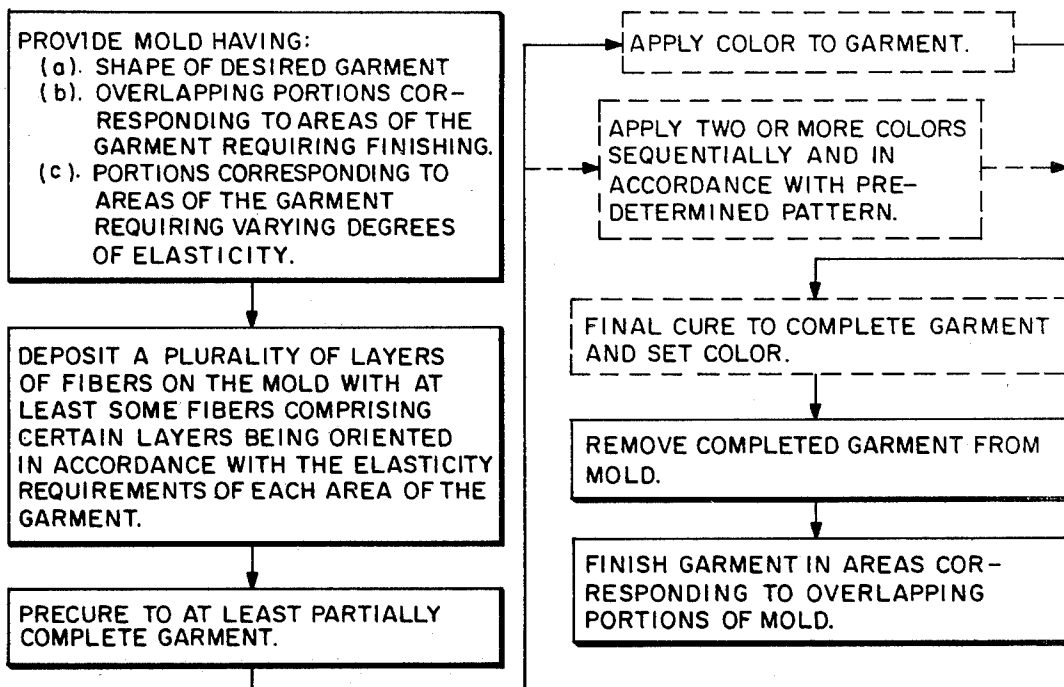 PROVIDE MOLD HAVING:
(a). SHAPE OF DESIRED GARMENT
(b). OVERLAPPING PORTIONS COR-
RESPONDING TO AREAS OF THE
GARMENT REQUIRING FINISHING.
(c). PORTIONS CORRESPONDING TO
AREAS OF THE GARMENT
REQUIRING VARYING DEGREES
OF ELASTICITY.
DEPOSIT A PLURALITY OF LAYERS
OF FIBERS ON THE MOLD WITH AT
LEAST SOME FIBERS COMPRISING
CERTAIN LAYERS BEING ORIENTED
IN ACCORDANCE WITH THE ELASTICITY
REQUIREMENTS OF EACH AREA OF THE
GARMENT.
PRECURE TO AT LEAST PARTIALLY
COMPLETE GARMENT.
APPLY COLOR TO GARMENT.
APPLY TWO OR MORE COLORS
SEQUENTIALLY AND IN
ACCORDANCE WITH PRE-
DETERMINED PATTERN.
FINAL CURE TO COMPLETE GARMENT
AND SET COLOR.
REMOVE COMPLETED GARMENT FROM
MOLD.
FINISH GARMENT IN AREAS COR-
RESPONDING TO OVERLAPPING
PORTIONS OF MOLD.